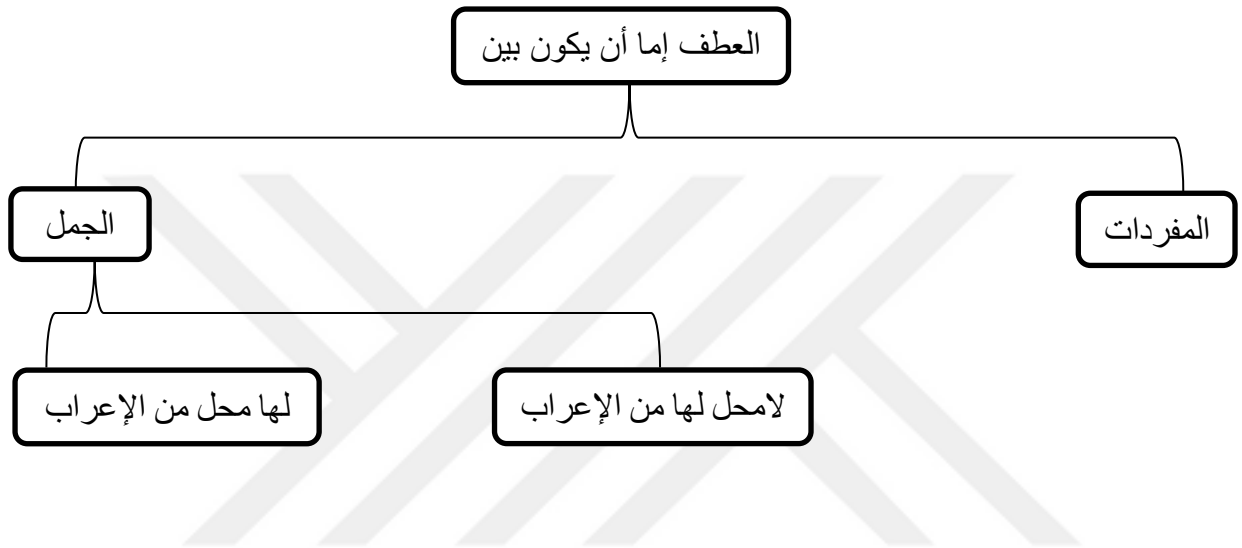 العطف إما أن يكون بين
المفردات
الجمل
لامحل لها من الإعراب
لها محل من الإعراب